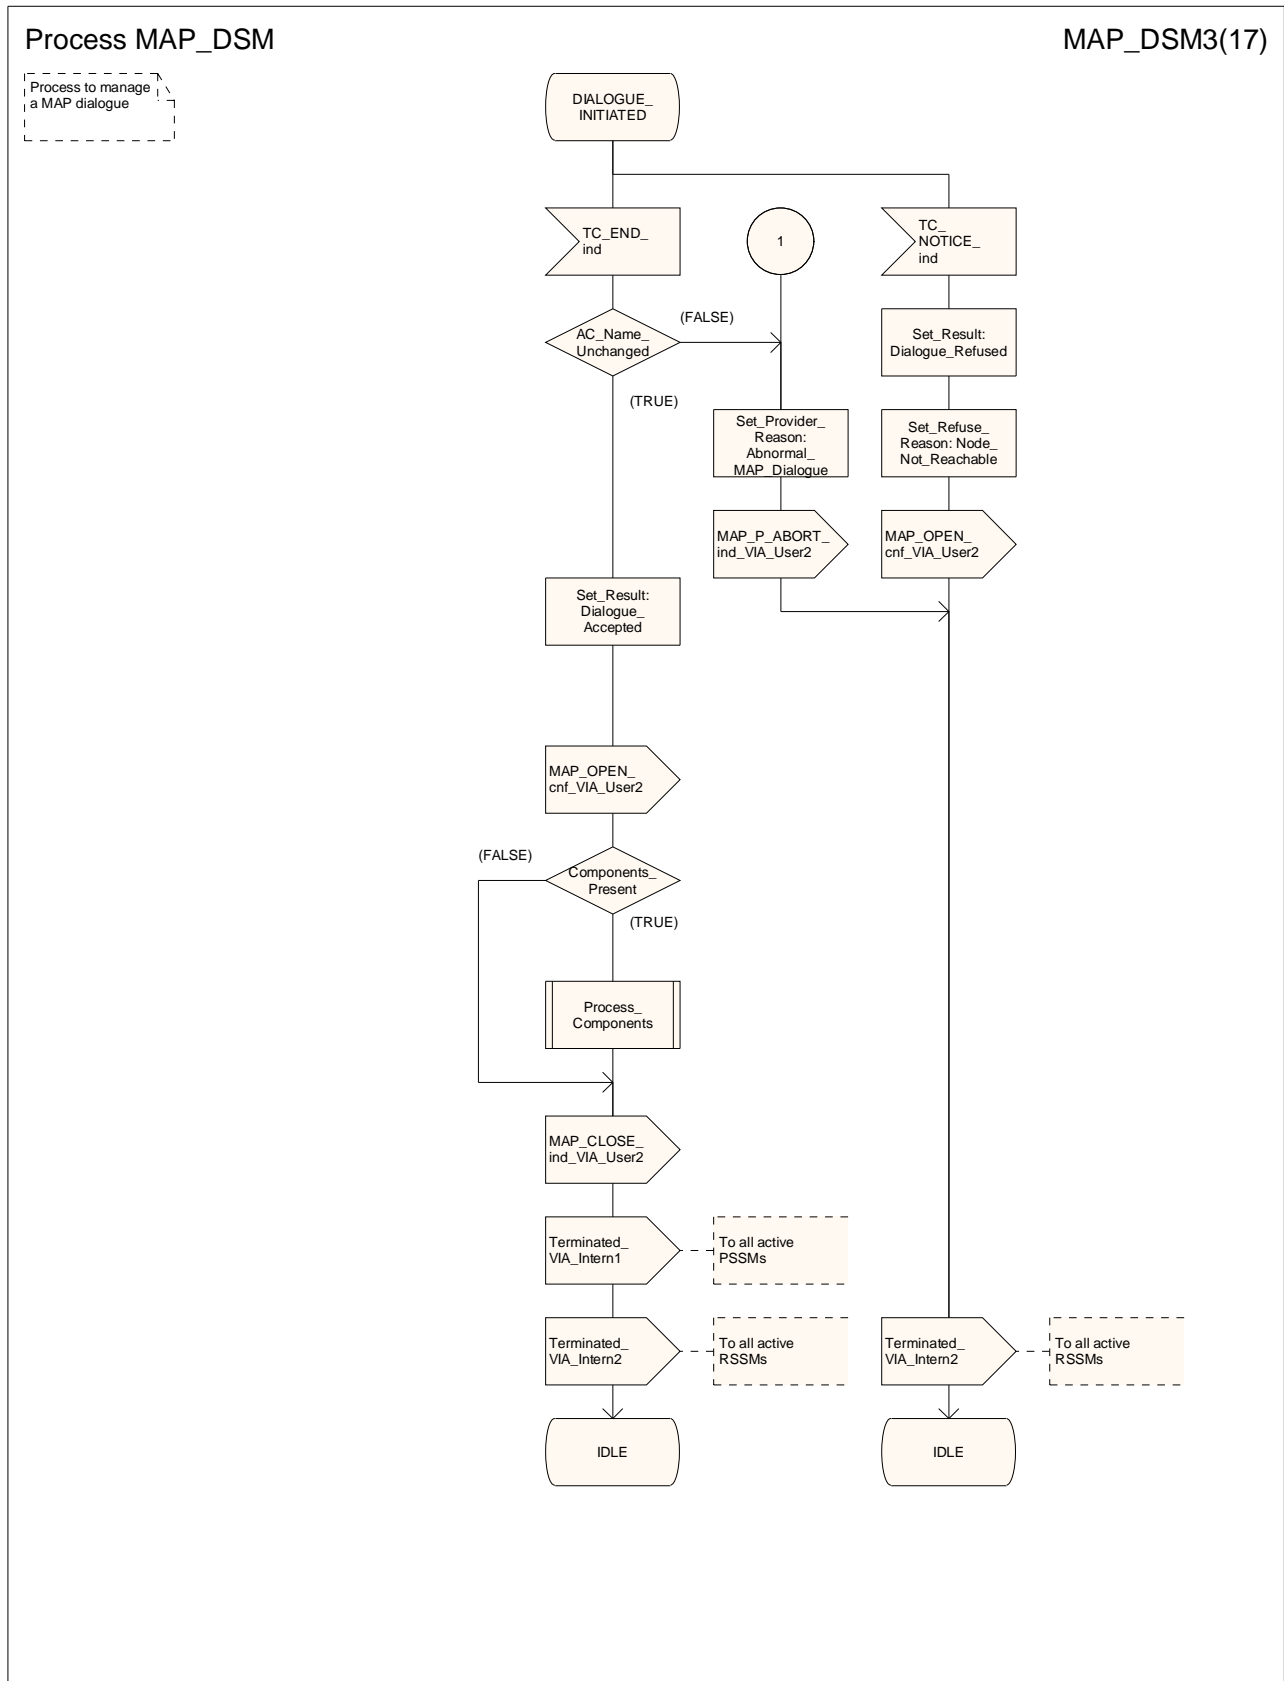 Process MAP_DSM
MAP_DSM3(17)
Process to manage
a MAP dialogue
DIALOGUE_
INITIATED
TC_END_
ind
1
TC_
NOTICE_
ind
AC_Name_
Unchanged
(FALSE)
(TRUE)
Set_Result:
Dialogue_Refused
Set_Provider_
Reason:
Abnormal_
MAP_Dialogue
Set_Refuse_
Reason: Node_
Not_Reachable
MAP_P_ABORT_
ind_VIA_User2
MAP_OPEN_
cnf_VIA_User2
Set_Result:
Dialogue_
Accepted
MAP_OPEN_
cnf_VIA_User2
(FALSE)
Components_
Present
(TRUE)
Process_
Components
MAP_CLOSE_
ind_VIA_User2
Terminated_
VIA_Intern1
To all active
PSSMs
Terminated_
VIA_Intern2
To all active
RSSMs
Terminated_
VIA_Intern2
To all active
RSSMs
IDLE
IDLE